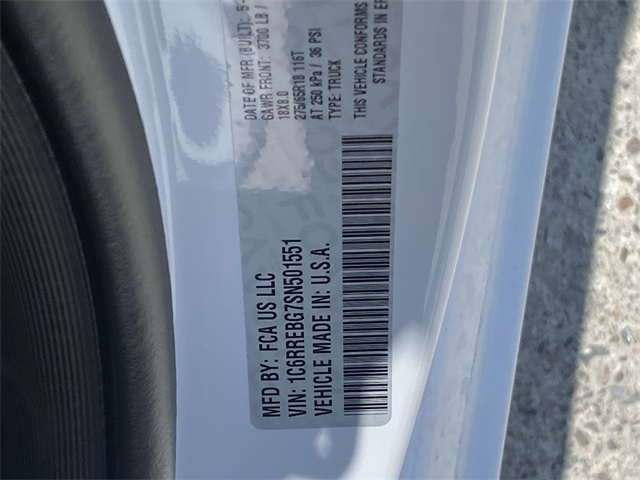 MFD BY: FCA US LLC
VIN: 1C6RREBG7SN501551
VEHICLE MADE IN: U.S.A.
DATE OF MFR (BUILT): 5-
GAWR FRONT: 3700 LB /
18X8.0
275/65R18 116T
AT 250 kPa / 36 PSI
TYPE: TRUCK
THIS VEHICLE CONFORMS
STANDARDS IN EF